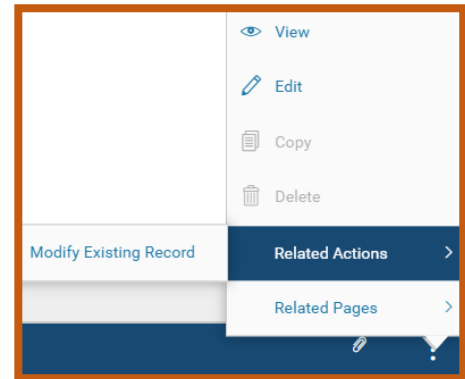 View
Edit
Copy
Delete
Modify Existing Record
Related Actions
Related Pages